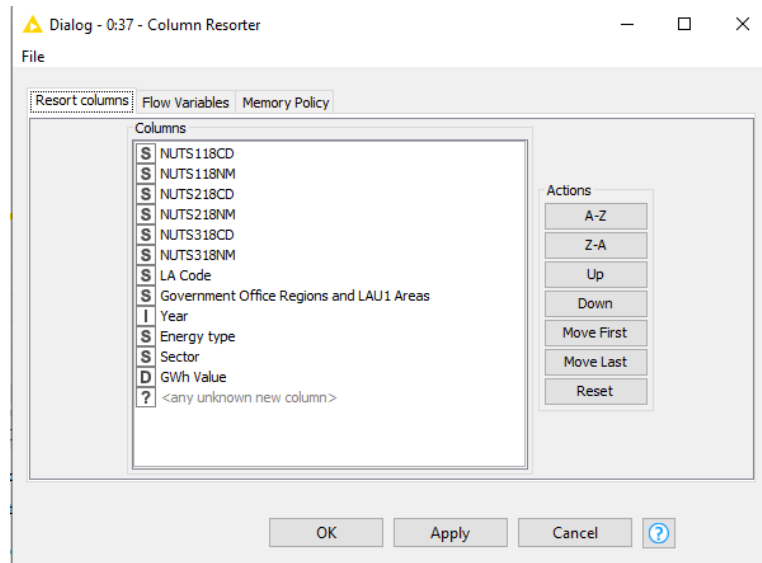 Dialog - 0:37 - Column Resorter
File
Resort columns Flow Variables Memory Policy
Columns
S NUTS118CD
S NUTS118NM
S NUTS218CD
S NUTS218NM
S NUTS318CD
S NUTS318NM
S LA Code
S Government Office Regions and LAU1 Areas
I Year
S Energy type
S Sector
D GWh Value
? <any unknown new column>
Actions
A-Z
Z-A
Up
Down
Move First
Move Last
Reset
OK Apply Cancel ?